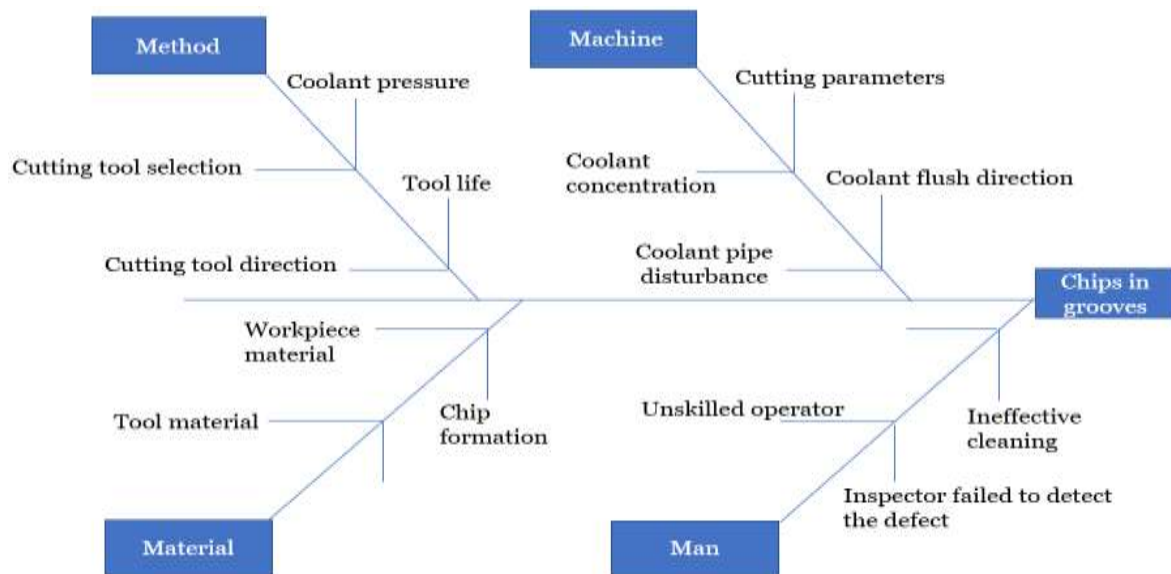 Method
Machine
Coolant pressure
Cutting parameters
Cutting tool selection
Coolant
concentration
Tool life
Coolant flush direction
Cutting tool direction
Coolant pipe
disturbance
Chips in
grooves
Workpiece
material
Tool material
Chip
formation
Unskilled operator
Ineffective
cleaning
Inspector failed to detect
the defect
Material
Man